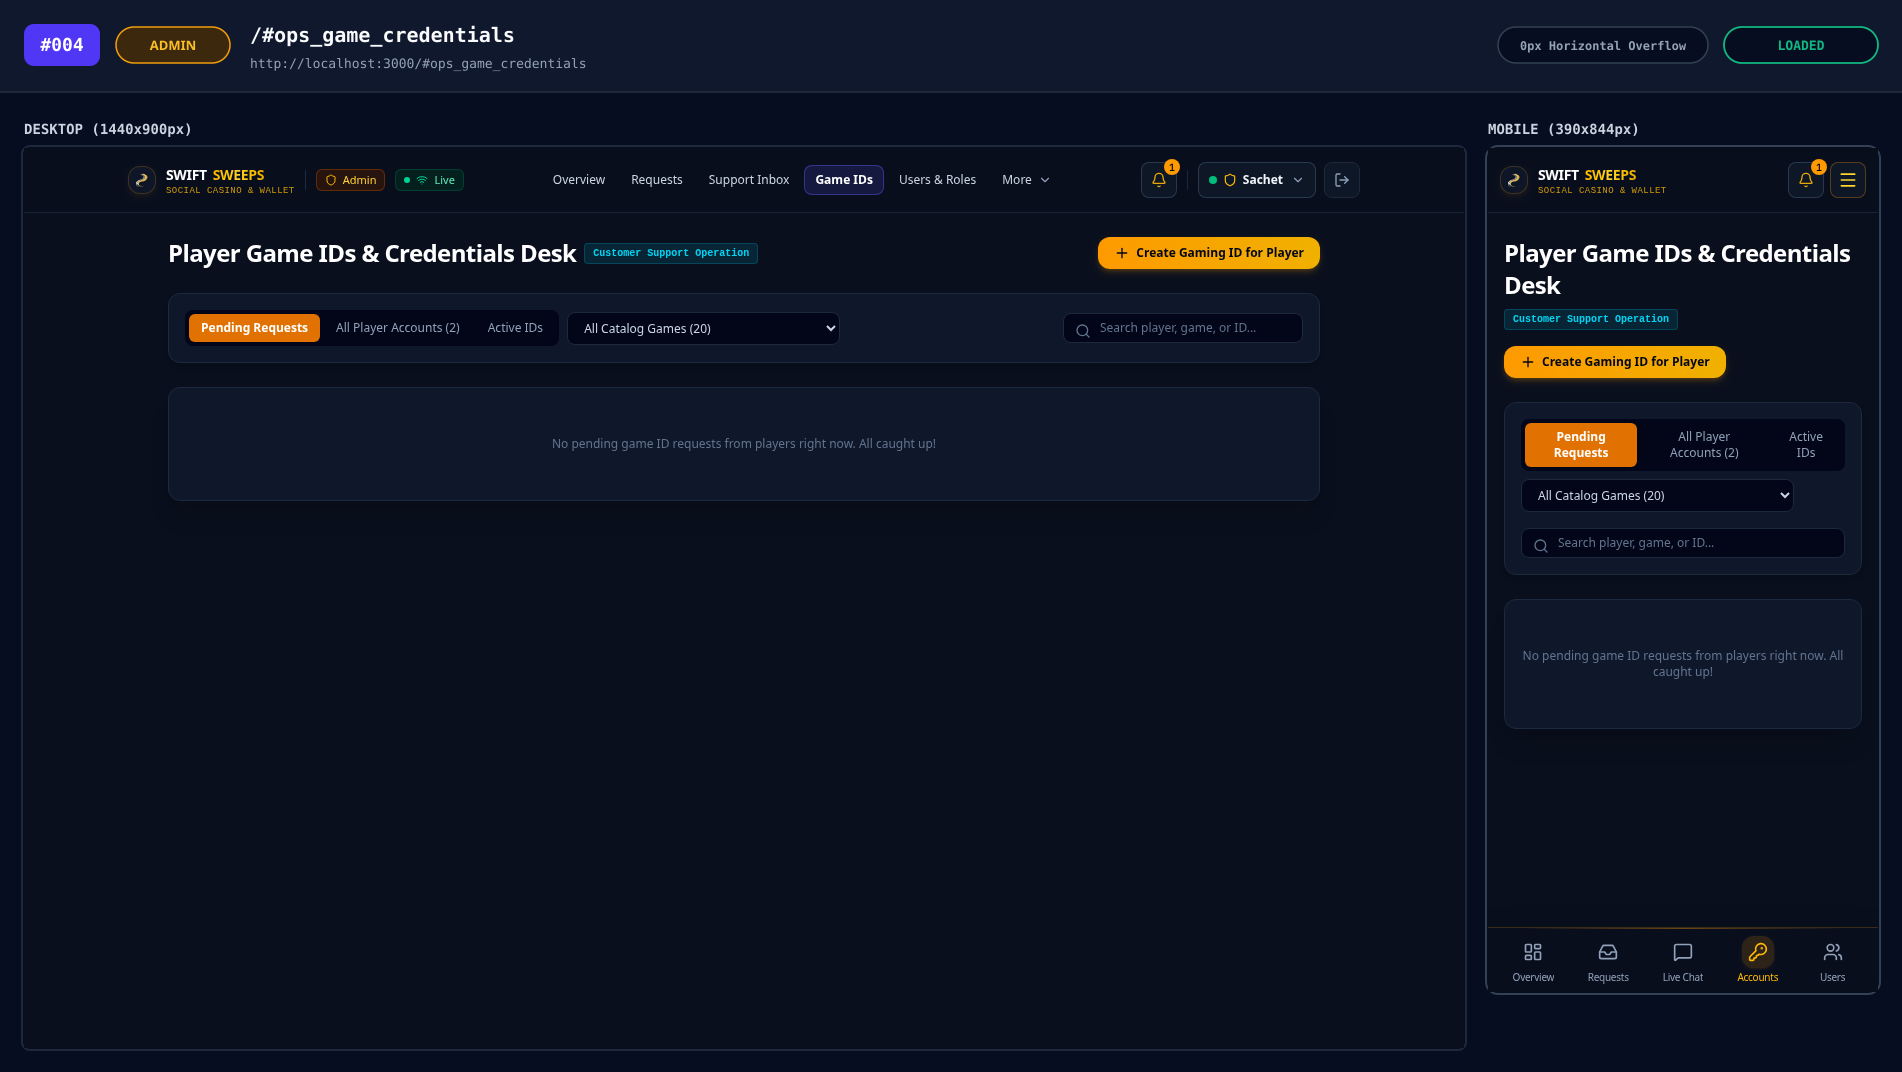 #004
ADMIN
/#ops_game_credentials
http://localhost:3000/#ops_game_credentials
0px Horizontal Overflow
LOADED
DESKTOP (1440x900px)
SWIFT SWEEPS
SOCIAL CASINO & WALLET
Admin
Live
Overview
Requests
Support Inbox
Game IDs
Users & Roles
More
1
Sachet
Player Game IDs & Credentials Desk
Customer Support Operation
Create Gaming ID for Player
Pending Requests
All Player Accounts (2)
Active IDs
All Catalog Games (20)
Search player, game, or ID...
No pending game ID requests from players right now. All caught up!
MOBILE (390x844px)
SWIFT SWEEPS
SOCIAL CASINO & WALLET
1
Player Game IDs & Credentials
Desk
Customer Support Operation
Create Gaming ID for Player
Pending
Requests
All Player
Accounts (2)
Active
IDs
All Catalog Games (20)
Search player, game, or ID...
No pending game ID requests from players right now. All
caught up!
Overview
Requests
Live Chat
Accounts
Users